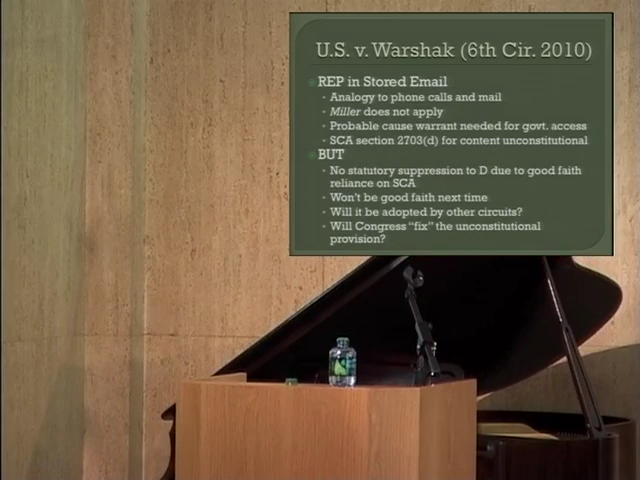 U.S. v. Warshak (6th Cir. 2010)
REP in Stored Email
Analogy to phone calls and mail
Miller does not apply
Probable cause warrant needed for govt. access
SCA section 2703(d) for content unconstitutional
BUT
No statutory suppression to D due to good faith
reliance on SCA
Won't be good faith next time
Will it be adopted by other circuits?
Will Congress "fix" the unconstitutional
provision?